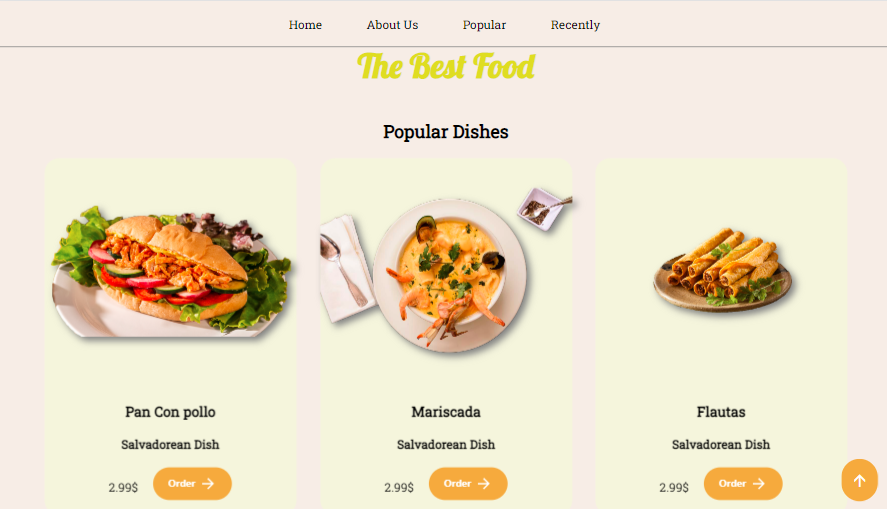 Home About Us Popular Recently
The Best Food
Popular Dishes
Pan Con pollo Mariscada Flautas
Salvadorean Dish Salvadorean Dish Salvadorean Dish
2.99$ Order 2.99$ Order 2.99$ Order